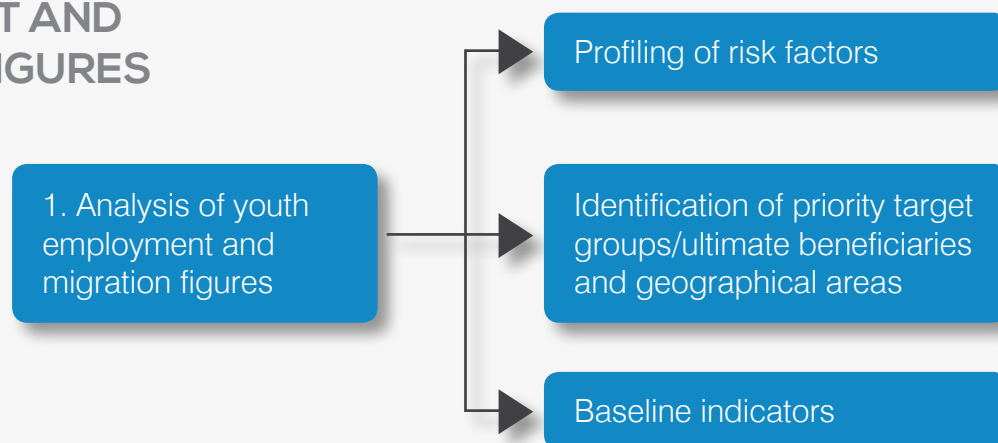 T AND
IGURES
Profiling of risk factors
1. Analysis of youth
employment and
migration figures
Identification of priority target
groups/ultimate beneficiaries
and geographical areas
Baseline indicators